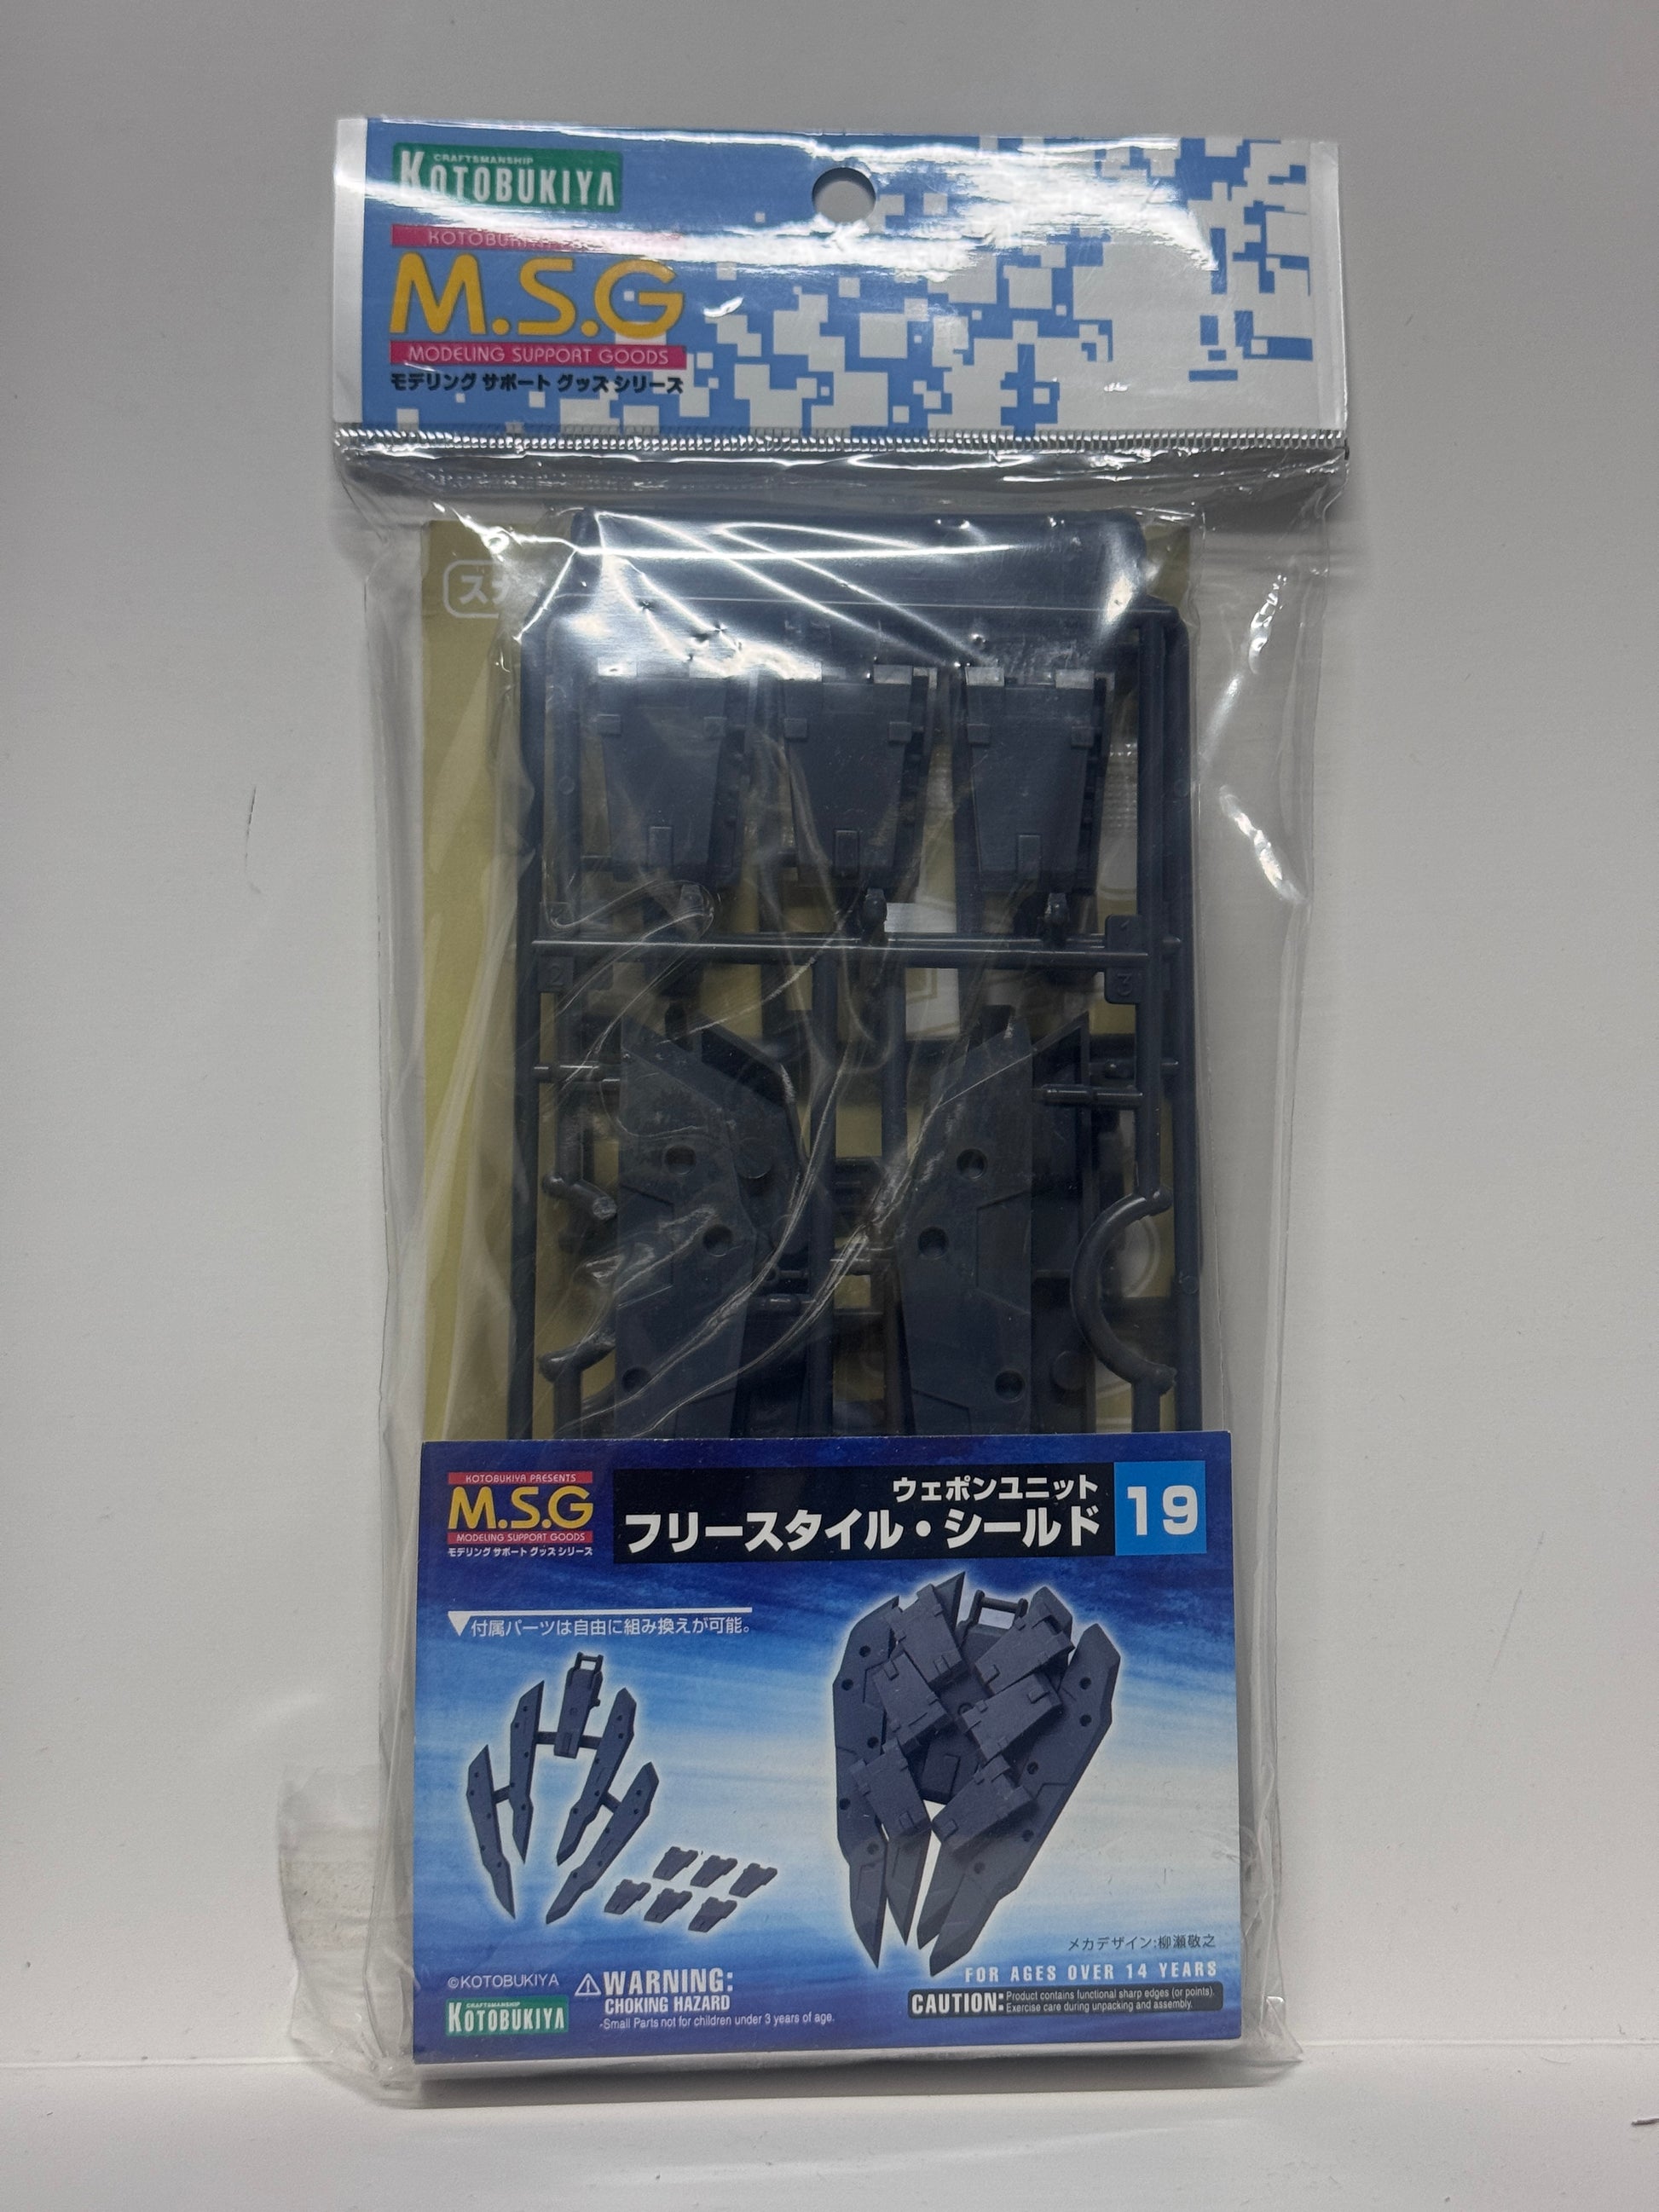 CRAFTSMANSHIP
KOTOBUKIYA
KOTOBUKIYA PRESENTS
M.S.G
MODELING SUPPORT GOODS
モデリング サポート グッズ シリーズ
2
3
KOTOBUKIYA PRESENTS
M.S.G
MODELING SUPPORT GOODS
モデリング サポート グッズ シリーズ
ウェポンユニット
フリースタイル・シールド
19
付属パーツは自由に組み換えが可能。
メカデザイン:柳瀬敬之
FOR AGES OVER 14 YEARS
©KOTOBUKIYA
CRAFTSMANSHIP
KOTOBUKIYA
WARNING:
CHOKING HAZARD
-Small Parts not for children under 3 years of age.
CAUTION: Product contains functional sharp edges (or points).
Exercise care during unpacking and assembly.